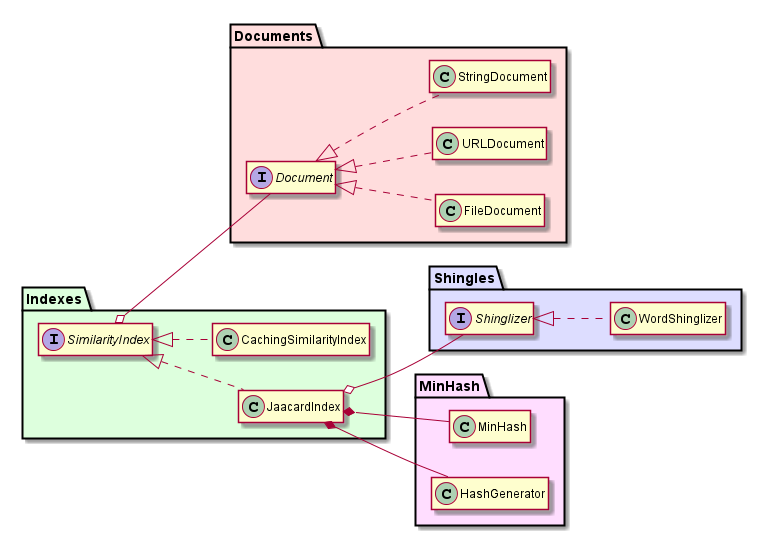 Documents
C StringDocument
C URLDocument
I Document
C FileDocument
Indexes
I SimilarityIndex
C CachingSimilarityIndex
C JaacardIndex
Shingles
I Shinglizer
C WordShinglizer
MinHash
C MinHash
C HashGenerator